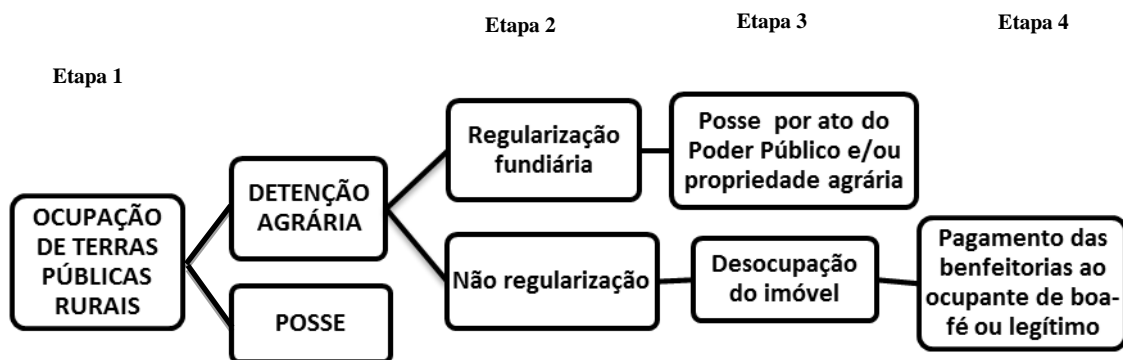 Etapa 1
Etapa 2
Etapa 3
Etapa 4
OCUPAÇÃO
DE TERRAS
PÚBLICAS
RURAIS
DETENÇÃO
AGRÁRIA
POSSE
Regularização
fundiária
Não regularização
Posse por ato do
Poder Público e/ou
propriedade agrária
Desocupação
do imóvel
Pagamento das
benfeitorias ao
ocupante de boa-
fé ou legítimo